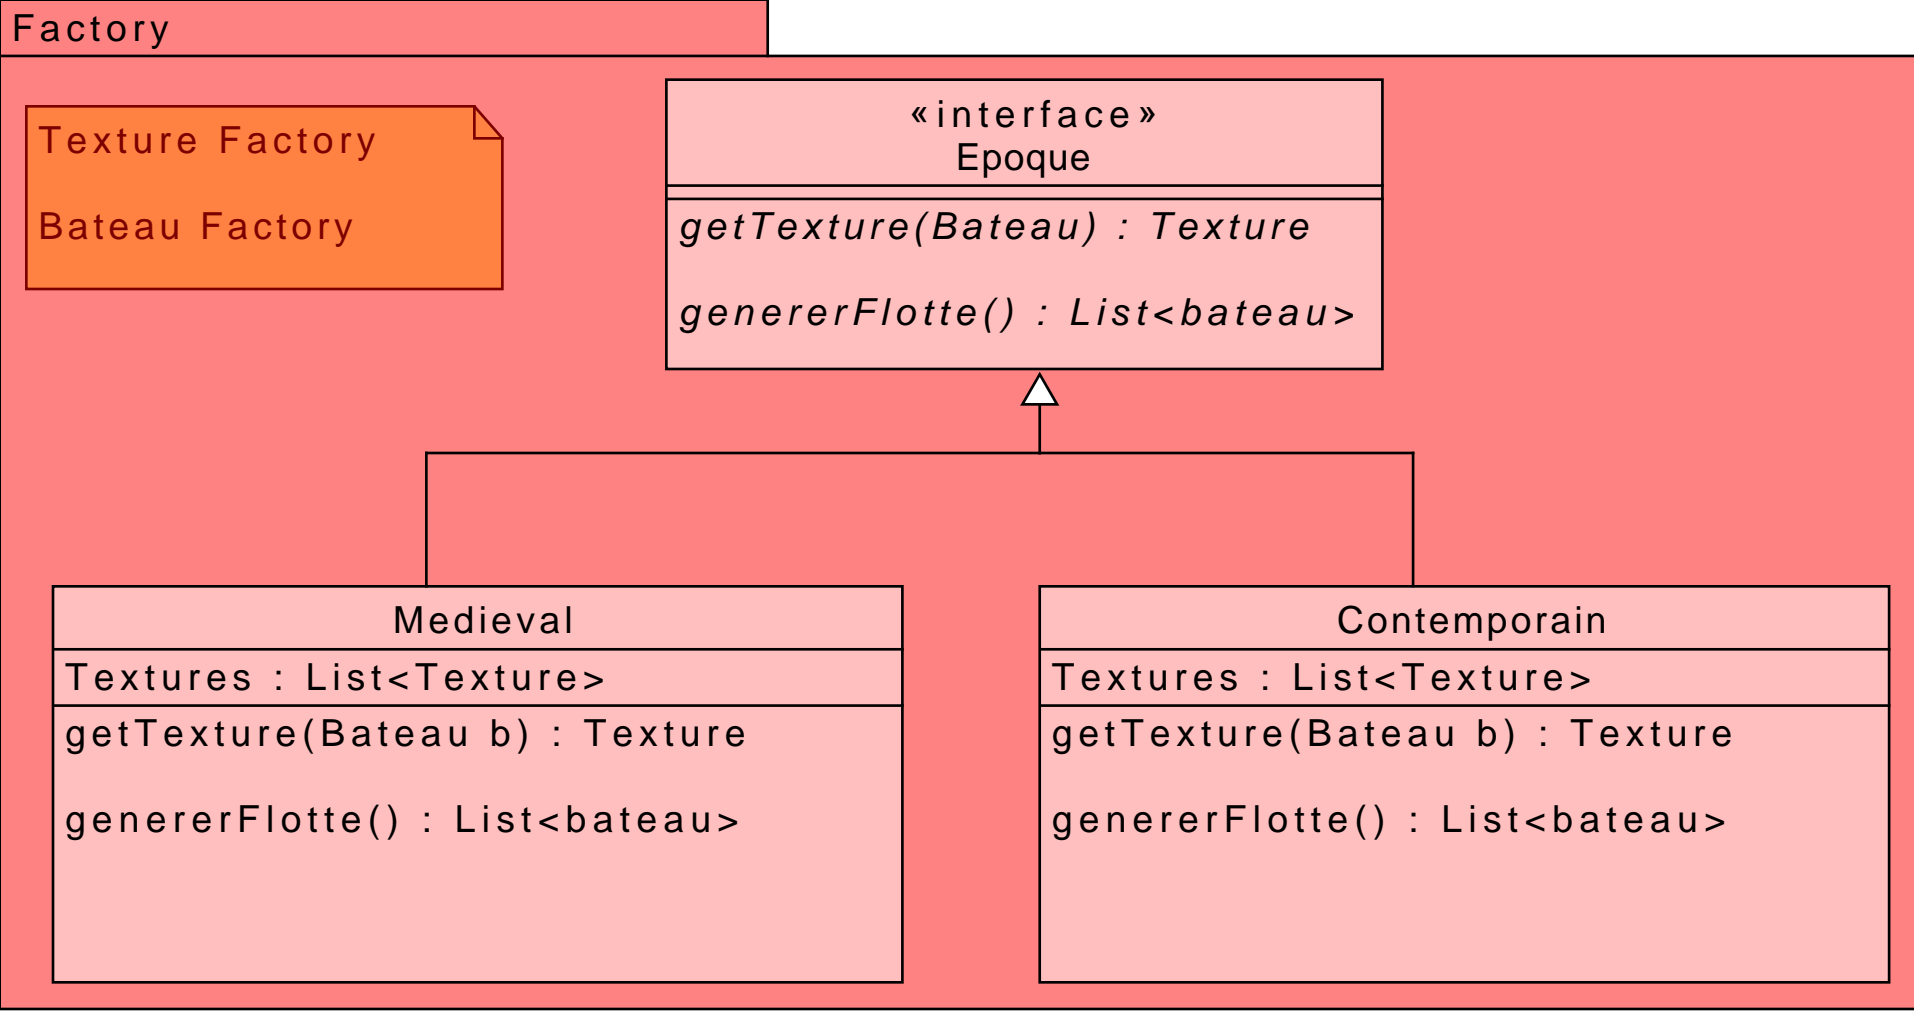 Factory
Texture Factory
Bateau Factory
«interface»
Epoque
getTexture(Bateau) : Texture
genererFlotte() : List<bateau>
Medieval
Textures : List<Texture>
getTexture(Bateau b) : Texture
genererFlotte() : List<bateau>
Contemporain
Textures : List<Texture>
getTexture(Bateau b) : Texture
genererFlotte() : List<bateau>